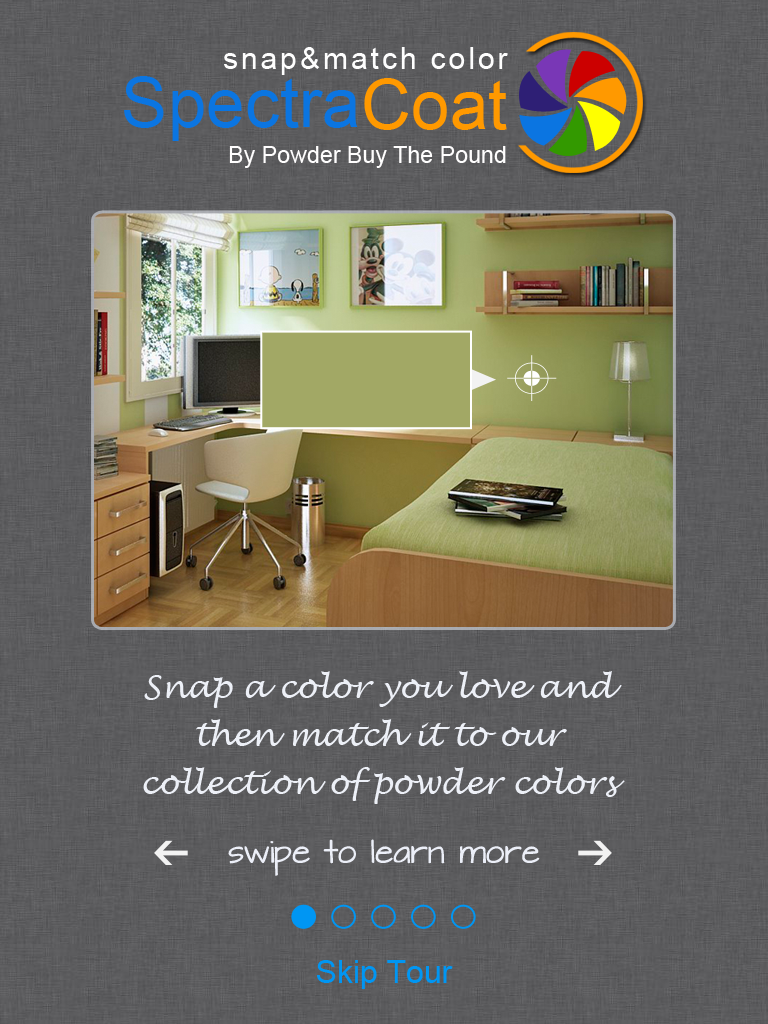 snap&match color
SpectraCoat
By Powder Buy The Pound
Snap a color you love and
then match it to our
collection of powder colors
swipe to learn more
Skip Tour